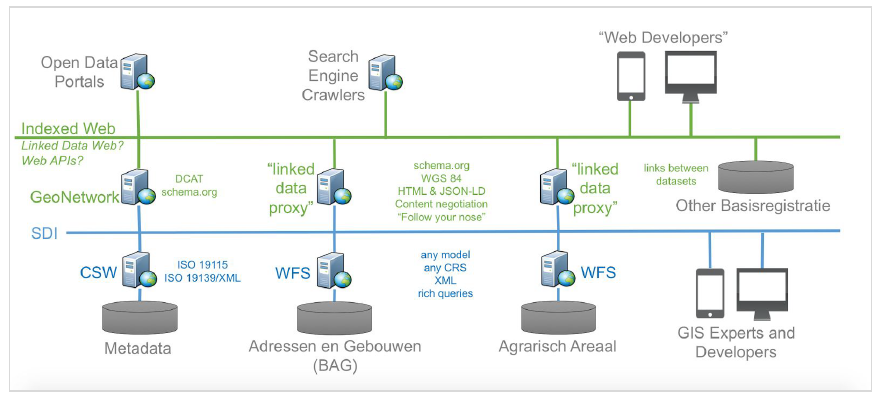 Open Data
Portals
Search
Engine
Crawlers
“Web Developers”
Indexed Web
Linked Data Web?
Web APIs?
GeoNetwork
DCAT
schema.org
“linked
data
proxy”
schema.org
WGS 84
HTML & JSON-LD
Content negotiation
“Follow your nose”
“linked
data
proxy”
links between
datasets
Other Basisregistratie
SDI
CSW
ISO 19115
ISO 19139/XML
WFS
any model
any CRS
XML
rich queries
WFS
Metadata
Adressen en Gebouwen
(BAG)
Agrarisch Areaal
GIS Experts and
Developers